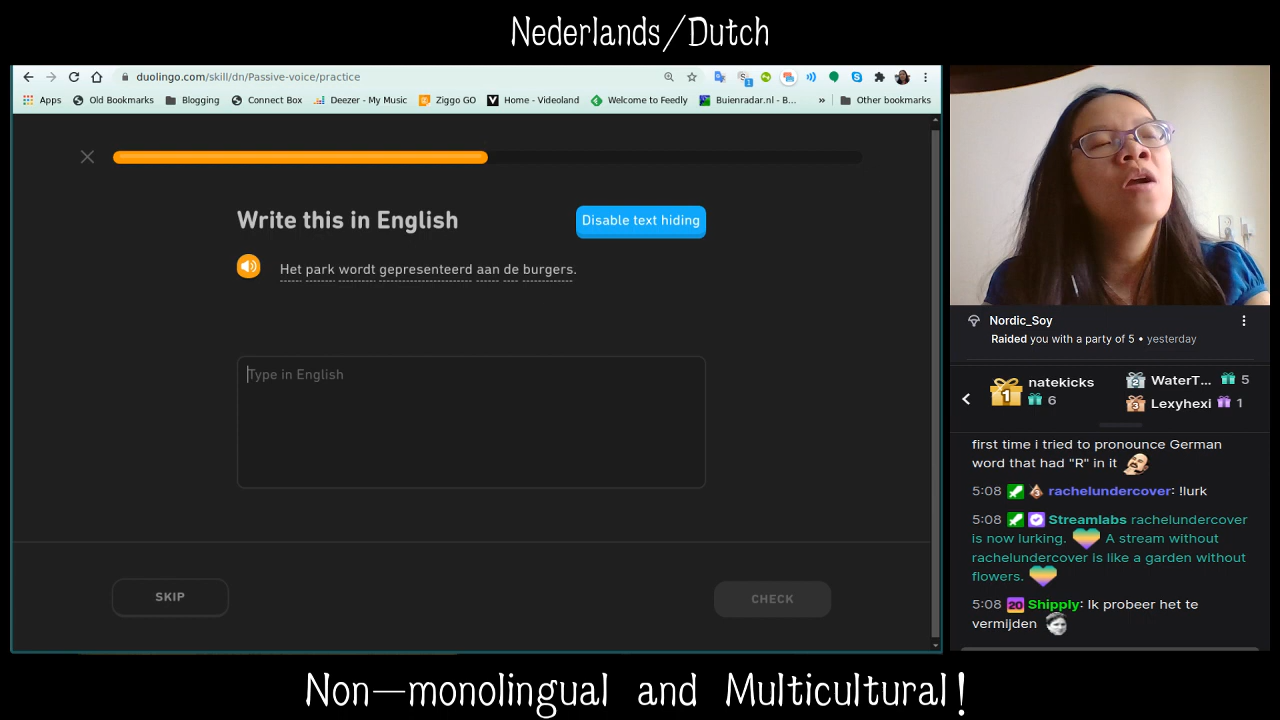 Nederlands/Dutch
duolingo.com/skill/dn/Passive-voice/practice
Apps Old Bookmarks Blogging Connect Box Deezer - My Music Ziggo GO Home - Videoland Welcome to Feedly Buienradar.nl - B... » Other bookmarks
Write this in English
Disable text hiding
Het park wordt gepresenteerd aan de burgers.
Type in English
SKIP
CHECK
Nordic_Soy
Raided you with a party of 5 • yesterday
1 natekicks
6
2 WaterT... 5
3 Lexyhexi 1
first time i tried to pronounce German
word that had "R" in it
5:08 rachelundercover: !lurk
5:08 Streamlabs rachelundercover
is now lurking. A stream without
rachelundercover is like a garden without
flowers.
5:08 20 Shipply: Ik probeer het te
vermijden
Non-monolingual and Multicultural!